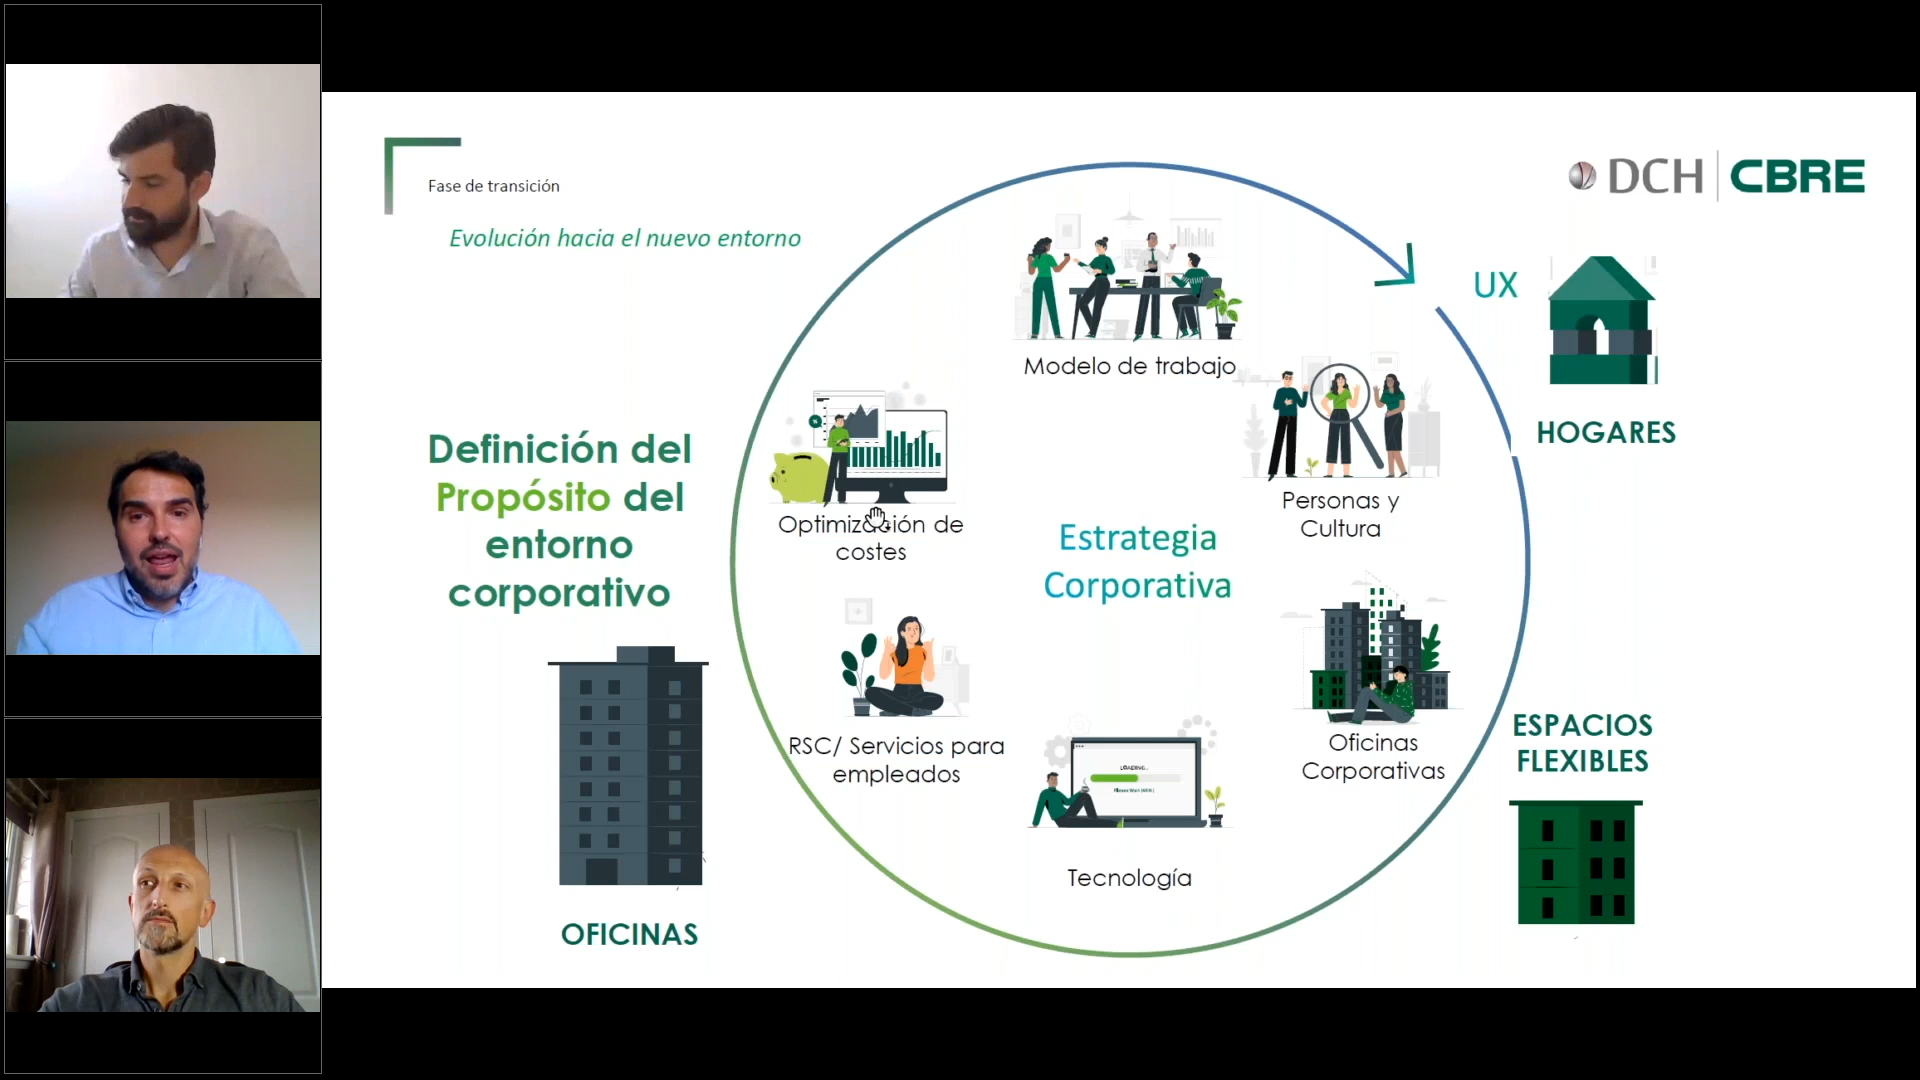 Fase de transición
Evolución hacia el nuevo entorno
DCH
CBRE
UX
Modelo de trabajo
HOGARES
Definición del
Propósito del
entorno
corporativo
Optimización de
costes
Personas y
Cultura
Estrategia
Corporativa
RSC/ Servicios para
empleados
Oficinas
Corporativas
ESPACIOS
FLEXIBLES
LOADING...
Tecnología
OFICINAS